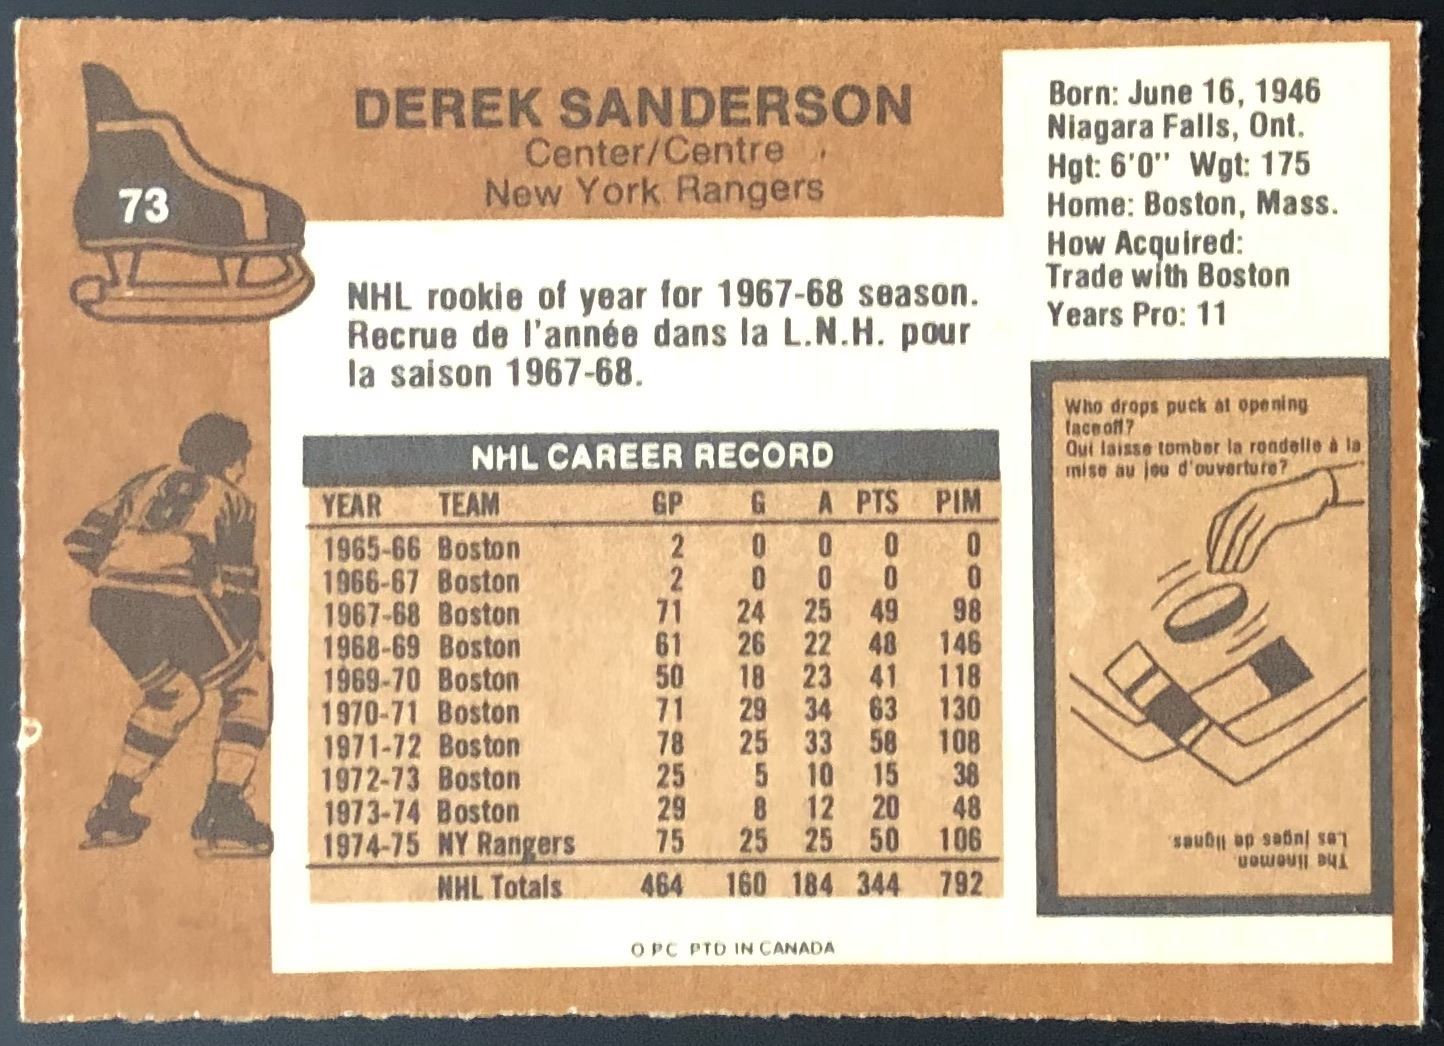 73
DEREK SANDERSON
Center/Centre
New York Rangers
Born: June 16, 1946
Niagara Falls, Ont.
Hgt: 6'0" Wgt: 175
Home: Boston, Mass.
How Acquired:
Trade with Boston
Years Pro: 11
NHL rookie of year for 1967-68 season.
Recrue de l'année dans la L.N.H. pour
la saison 1967-68.
8
NHL CAREER RECORD
YEAR TEAM GP G A PTS PIM
1965-66 Boston 2 0 0 0 0
1966-67 Boston 2 0 0 0 0
1967-68 Boston 71 24 25 49 98
1968-69 Boston 61 26 22 48 146
1969-70 Boston 50 18 23 41 118
1970-71 Boston 71 29 34 63 130
1971-72 Boston 78 25 33 58 108
1972-73 Boston 25 5 10 15 38
1973-74 Boston 29 8 12 20 48
1974-75 NY Rangers 75 25 25 50 106
NHL Totals 464 160 184 344 792
Who drops puck at opening
faceoff?
Qui laisse tomber la rondelle à la
mise au jeu d'ouverture?
The linemen.
Les juges de lignes.
O PC PTD IN CANADA